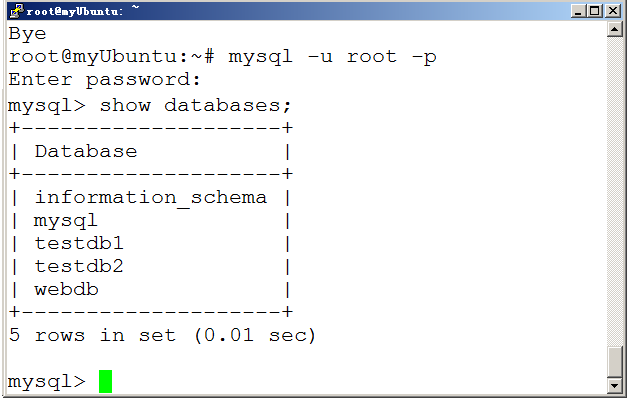 root@myUbuntu: ~
Bye
root@myUbuntu:~# mysql -u root -p
Enter password:
mysql> show databases;
+--------------------+
| Database           |
+--------------------+
| information_schema |
| mysql              |
| testdb1            |
| testdb2            |
| webdb              |
+--------------------+
5 rows in set (0.01 sec)
mysql>